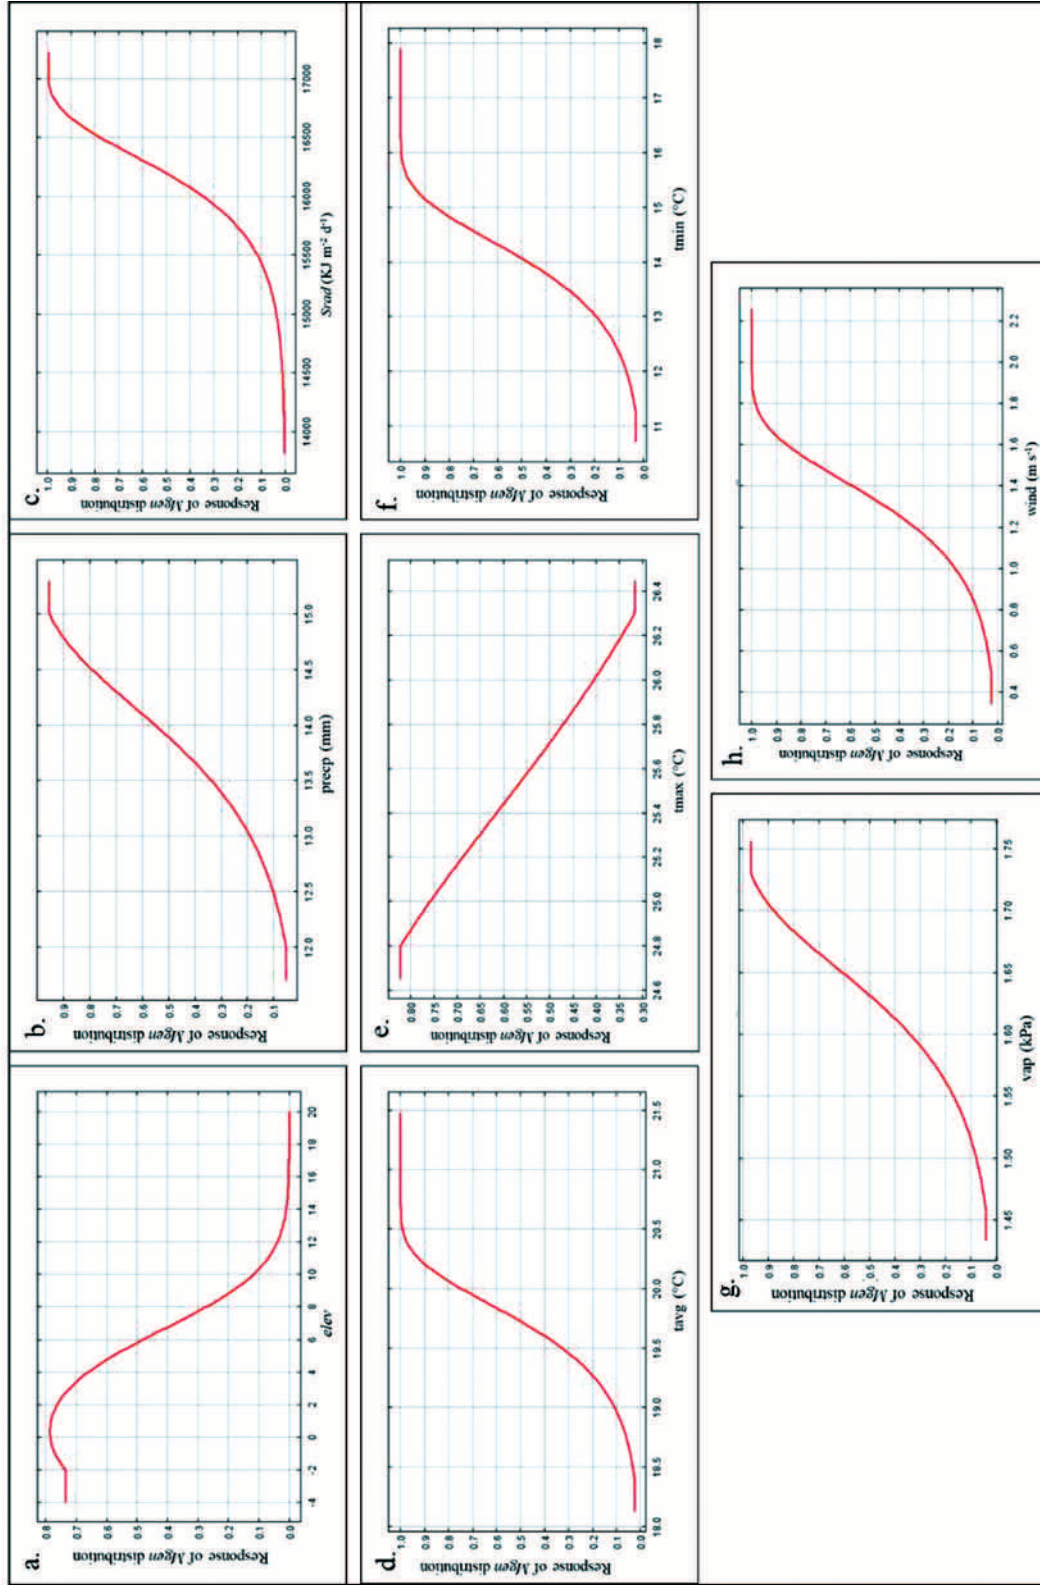 a.
Response of Mgen distribution
0.8
0.7
0.6
0.5
0.4
0.3
0.2
0.1
0.0
-4 -2 0 2 4 6 8 10 12 14 16 18 20
elev
b.
Response of Mgen distribution
0.9
0.8
0.7
0.6
0.5
0.4
0.3
0.2
0.1
12.0 12.5 13.0 13.5 14.0 14.5 15.0
precp (mm)
c.
Response of Mgen distribution
1.0
0.9
0.8
0.7
0.6
0.5
0.4
0.3
0.2
0.1
0.0
14000 14500 15000 15500 16000 16500 17000
Srad (KJ m⁻² d⁻¹)
d.
Response of Mgen distribution
1.0
0.9
0.8
0.7
0.6
0.5
0.4
0.3
0.2
0.1
0.0
18.0 18.5 19.0 19.5 20.0 20.5 21.0 21.5
tavg (°C)
e.
Response of Mgen distribution
0.80
0.75
0.70
0.65
0.60
0.55
0.50
0.45
0.40
0.35
0.30
24.6 24.8 25.0 25.2 25.4 25.6 25.8 26.0 26.2 26.4
tmax (°C)
f.
Response of Mgen distribution
1.0
0.9
0.8
0.7
0.6
0.5
0.4
0.3
0.2
0.1
0.0
11 12 13 14 15 16 17 18
tmin (°C)
g.
Response of Mgen distribution
1.0
0.9
0.8
0.7
0.6
0.5
0.4
0.3
0.2
0.1
0.0
1.45 1.50 1.55 1.60 1.65 1.70 1.75
vap (kPa)
h.
Response of Mgen distribution
1.0
0.9
0.8
0.7
0.6
0.5
0.4
0.3
0.2
0.1
0.0
0.4 0.6 0.8 1.0 1.2 1.4 1.6 1.8 2.0 2.2
wind (m s⁻¹)